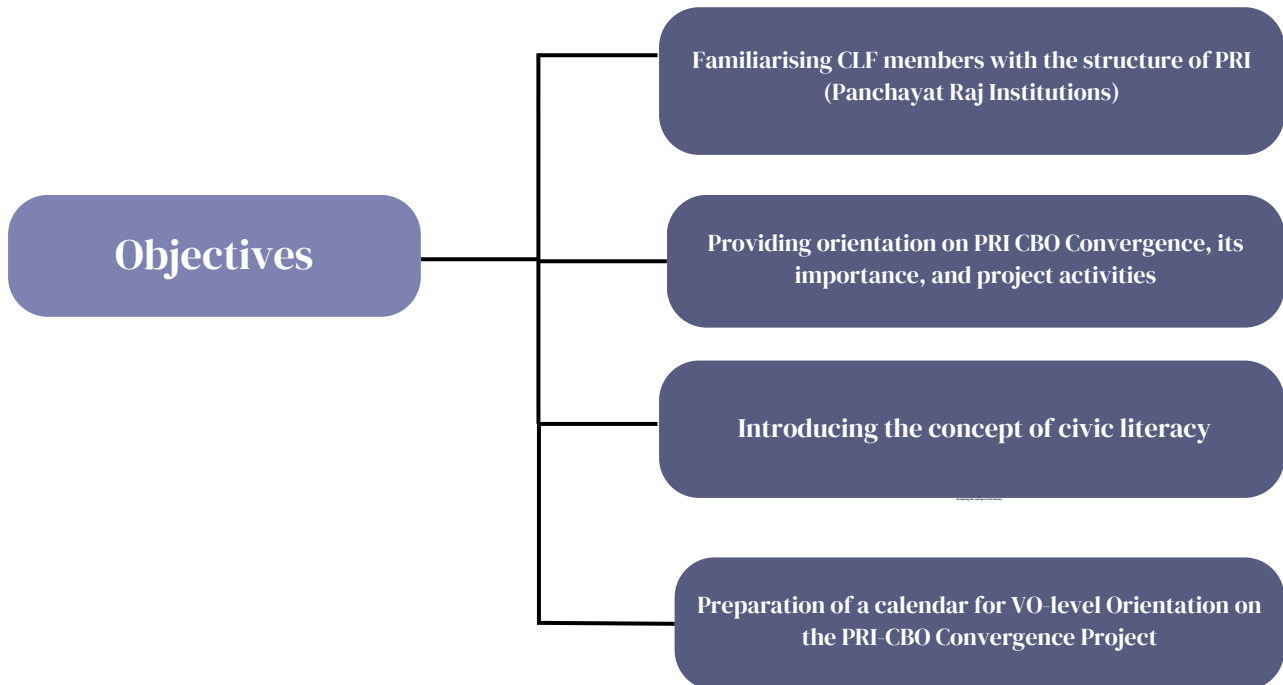 Familiarising CLF members with the structure of PRI
(Panchayat Raj Institutions)
Objectives
Providing orientation on PRI CBO Convergence, its
importance, and project activities
Introducing the concept of civic literacy
Preparation of a calendar for VO-level Orientation on
the PRI-CBO Convergence Project